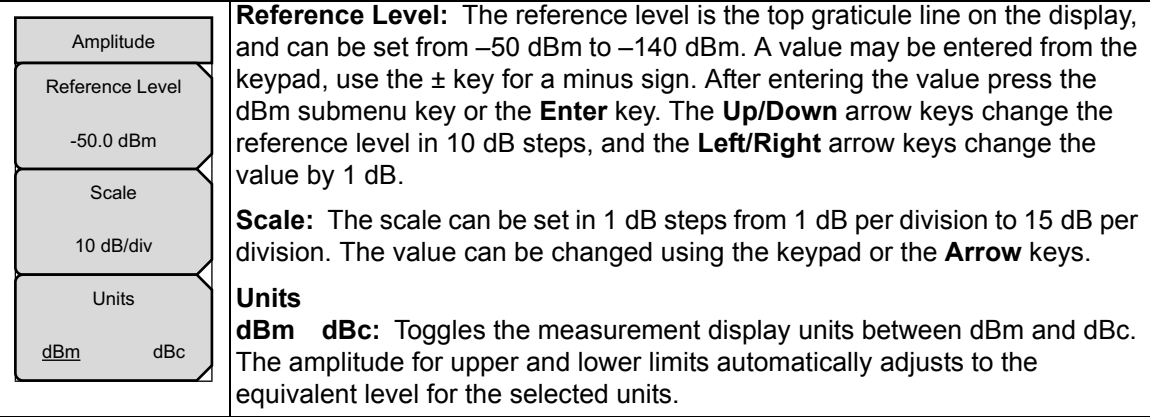 Amplitude
Reference Level
-50.0 dBm
Scale
10 dB/div
Units
dBm dBc
Reference Level: The reference level is the top graticule line on the display,
and can be set from –50 dBm to –140 dBm. A value may be entered from the
keypad, use the ± key for a minus sign. After entering the value press the
dBm submenu key or the Enter key. The Up/Down arrow keys change the
reference level in 10 dB steps, and the Left/Right arrow keys change the
value by 1 dB.
Scale: The scale can be set in 1 dB steps from 1 dB per division to 15 dB per
division. The value can be changed using the keypad or the Arrow keys.
Units
dBm dBc: Toggles the measurement display units between dBm and dBc.
The amplitude for upper and lower limits automatically adjusts to the
equivalent level for the selected units.